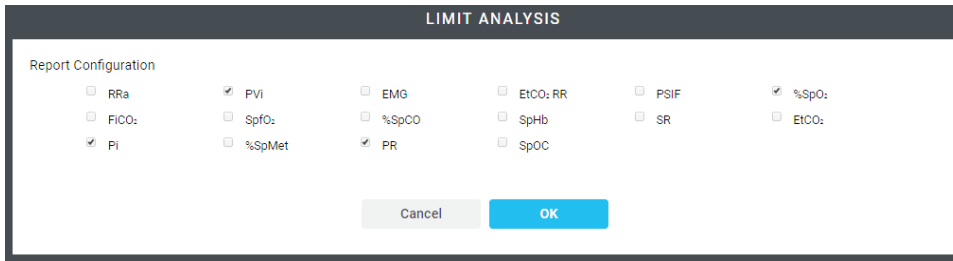 LIMIT ANALYSIS
Report Configuration
RRa PVi EMG EtCO₂ RR PSIF %SpO₂
FiCO₂ SpfO₂ %SpCO SpHb SR EtCO₂
Pi %SpMet PR SpOC
Cancel OK